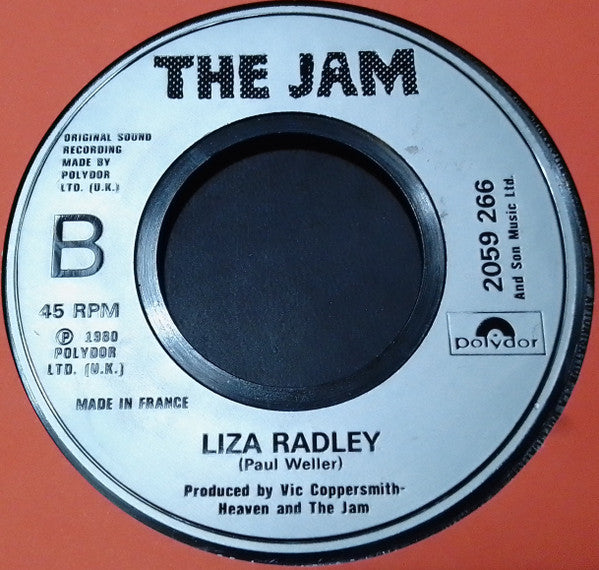 THE JAM
ORIGINAL SOUND
RECORDING
MADE BY
POLYDOR
LTD. (U.K.)
B
45 RPM
℗ 1980
POLYDOR
LTD. (U.K.)
MADE IN FRANCE
2059 266
And Son Music Ltd.
polydor
LIZA RADLEY
(Paul Weller)
Produced by Vic Coppersmith-
Heaven and The Jam